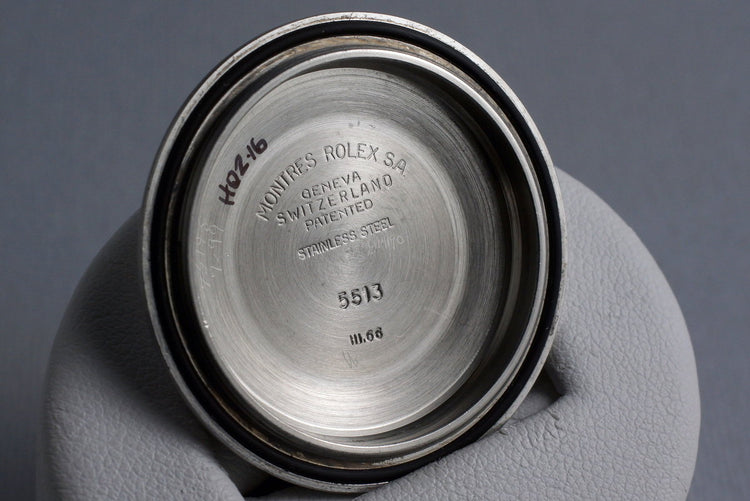 H02-16
MONTRES ROLEX S.A.
GENEVA
SWITZERLAND
PATENTED
STAINLESS STEEL
5513
III.66